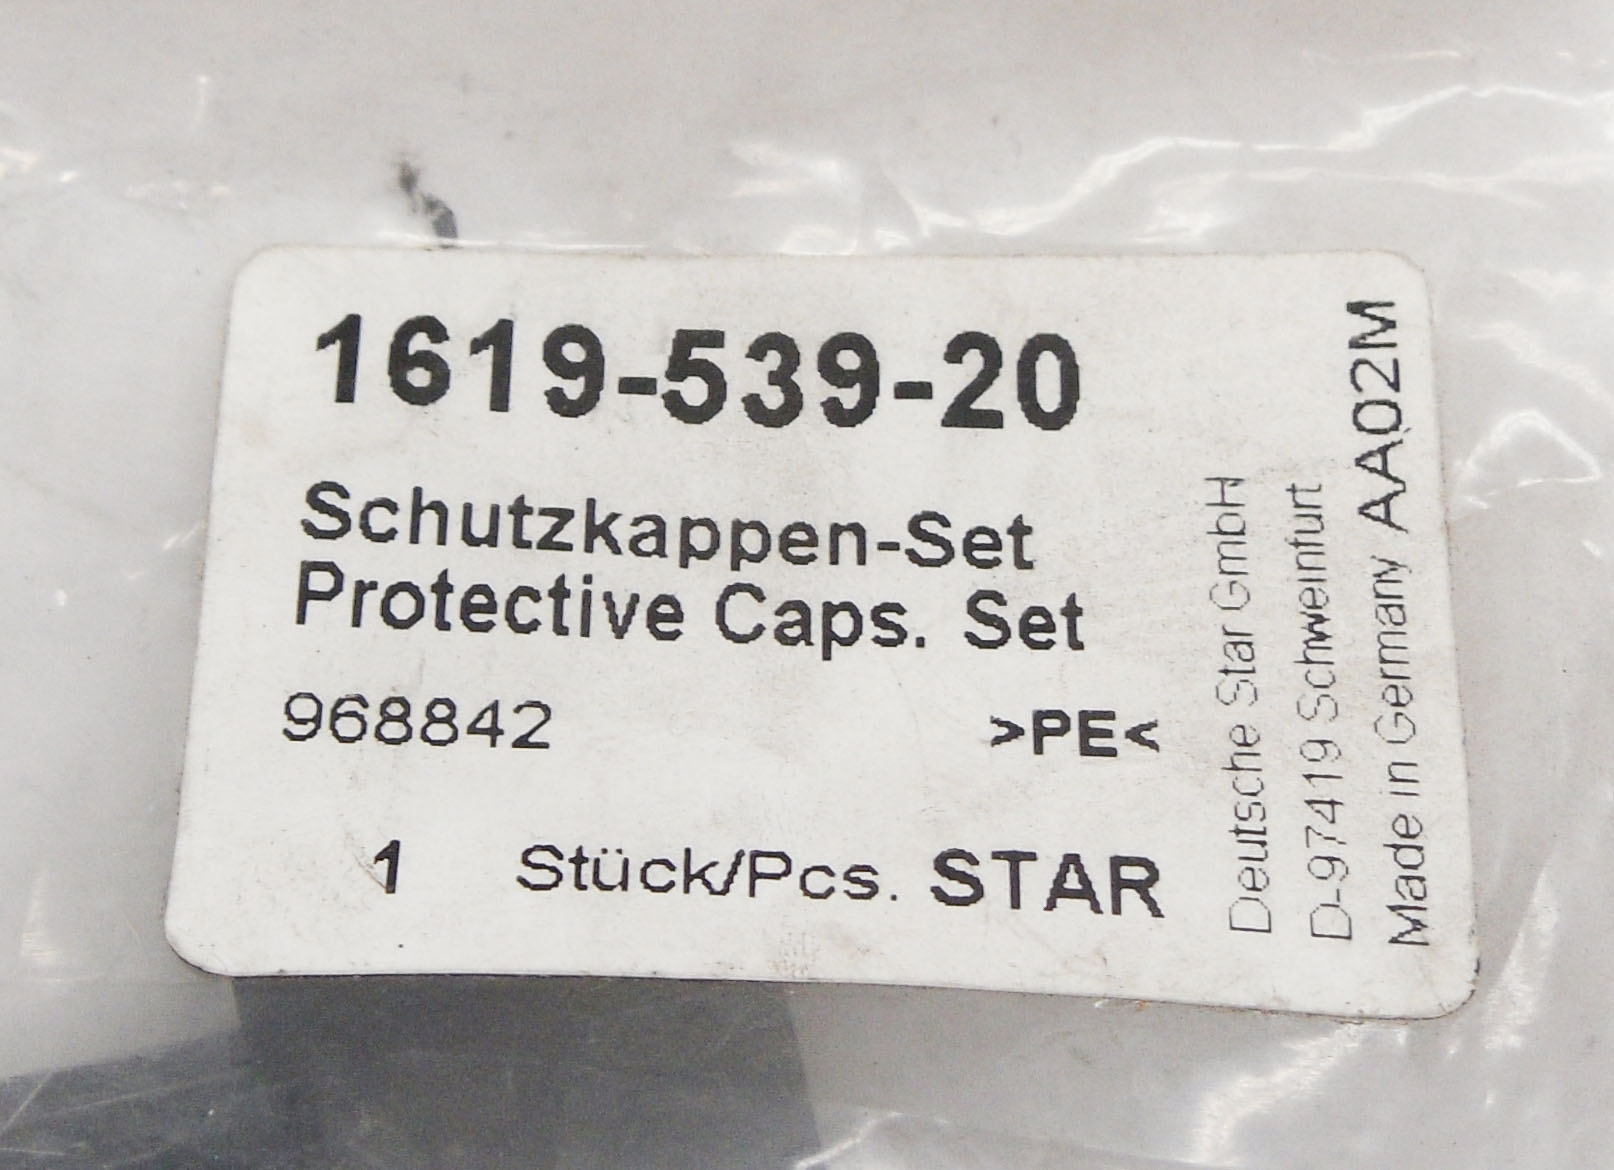 1619-539-20
Schutzkappen-Set
Protective Caps. Set
968842 >PE<
1 Stück/Pcs. STAR
Deutsche Star GmbH
D-97419 Schweinfurt
Made in Germany AA02M